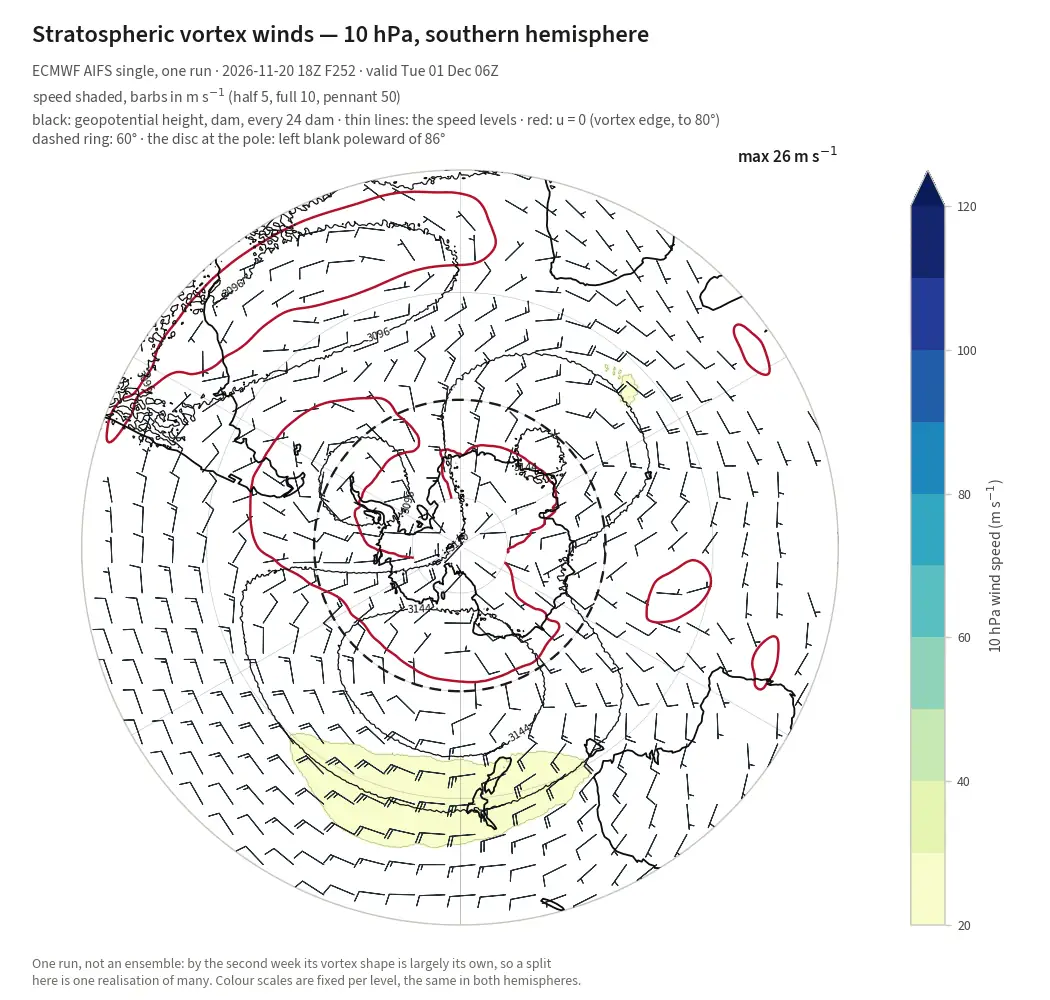 Stratospheric vortex winds — 10 hPa, southern hemisphere
ECMWF AIFS single, one run · 2026-11-20 18Z F252 · valid Tue 01 Dec 06Z
speed shaded, barbs in m s⁻¹ (half 5, full 10, pennant 50)
black: geopotential height, dam, every 24 dam · thin lines: the speed levels · red: u = 0 (vortex edge, to 80°)
dashed ring: 60° · the disc at the pole: left blank poleward of 86°
max 26 m s⁻¹
120
100
80
60
40
20
10 hPa wind speed (m s⁻¹)
3096
3096
3096
3144
3144
One run, not an ensemble: by the second week its vortex shape is largely its own, so a split
here is one realisation of many. Colour scales are fixed per level, the same in both hemispheres.